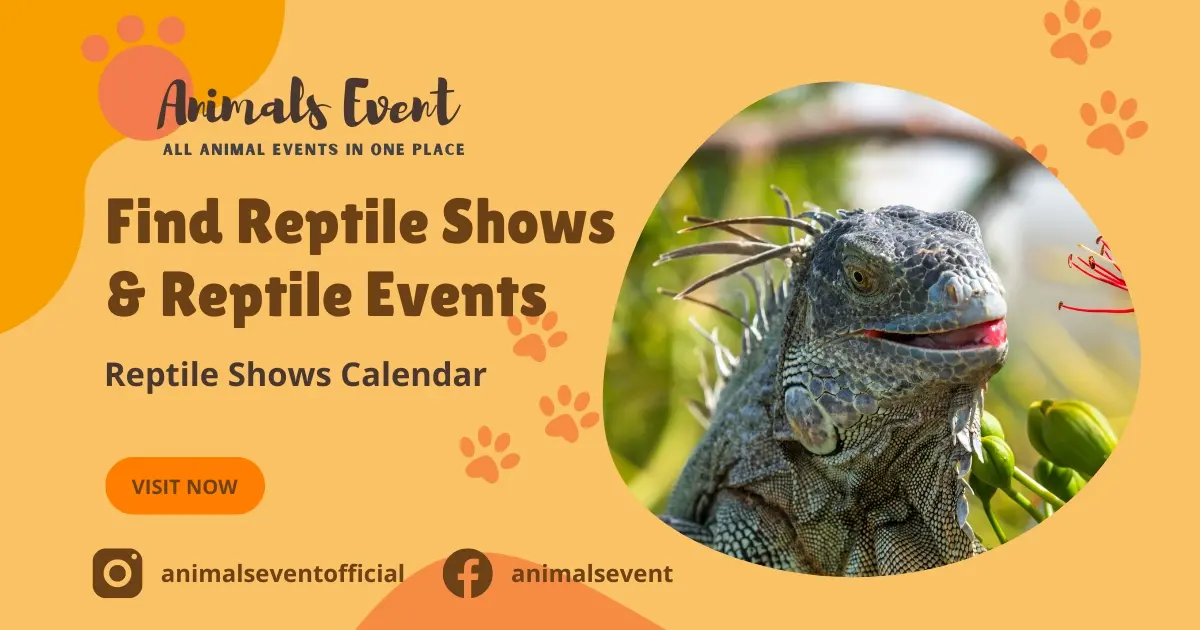 Animals Event
ALL ANIMAL EVENTS IN ONE PLACE
Find Reptile Shows
& Reptile Events
Reptile Shows Calendar
VISIT NOW
animalseventofficial
animalsevent